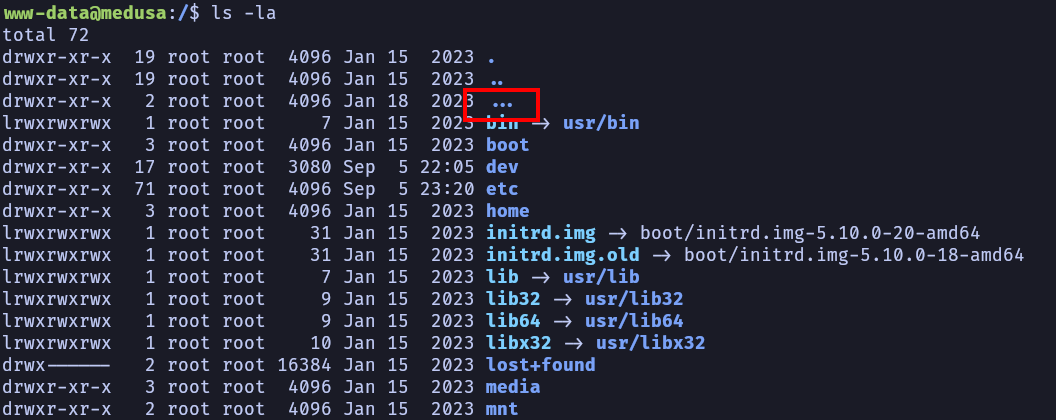 www-data@medusa:/$ ls -la
total 72
drwxr-xr-x  19 root root  4096 Jan 15  2023 .
drwxr-xr-x  19 root root  4096 Jan 15  2023 ..
drwxr-xr-x   2 root root  4096 Jan 18  2023 ...
lrwxrwxrwx   1 root root     7 Jan 15  2023 bin -> usr/bin
drwxr-xr-x   3 root root  4096 Jan 15  2023 boot
drwxr-xr-x  17 root root  3080 Sep  5 22:05 dev
drwxr-xr-x  71 root root  4096 Sep  5 23:20 etc
drwxr-xr-x   3 root root  4096 Jan 15  2023 home
lrwxrwxrwx   1 root root    31 Jan 15  2023 initrd.img -> boot/initrd.img-5.10.0-20-amd64
lrwxrwxrwx   1 root root    31 Jan 15  2023 initrd.img.old -> boot/initrd.img-5.10.0-18-amd64
lrwxrwxrwx   1 root root     7 Jan 15  2023 lib -> usr/lib
lrwxrwxrwx   1 root root     9 Jan 15  2023 lib32 -> usr/lib32
lrwxrwxrwx   1 root root     9 Jan 15  2023 lib64 -> usr/lib64
lrwxrwxrwx   1 root root    10 Jan 15  2023 libx32 -> usr/libx32
drwx------   2 root root 16384 Jan 15  2023 lost+found
drwxr-xr-x   3 root root  4096 Jan 15  2023 media
drwxr-xr-x   2 root root  4096 Jan 15  2023 mnt